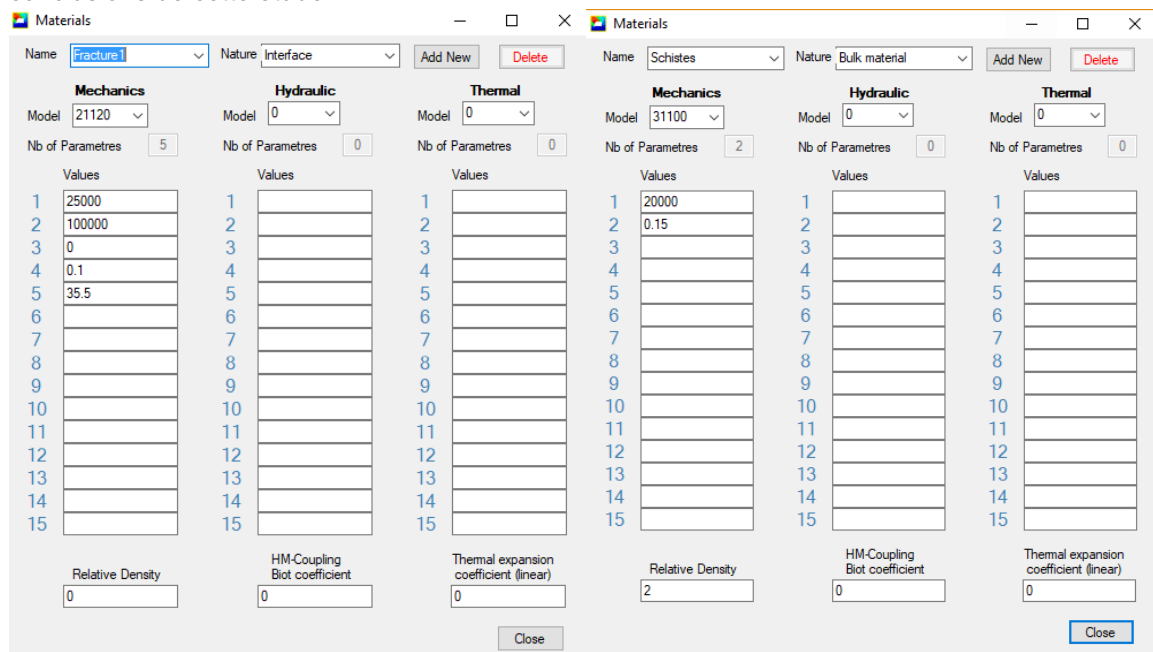 Materials
Name Fracture1 Nature Interface Add New Delete
Mechanics Hydraulic Thermal
Model 21120 Model 0 Model 0
Nb of Parametres 5 Nb of Parametres 0 Nb of Parametres 0
Values Values Values
1 25000 1 1
2 100000 2 2
3 0 3 3
4 0.1 4 4
5 35.5 5 5
6 6 6
7 7 7
8 8 8
9 9 9
10 10 10
11 11 11
12 12 12
13 13 13
14 14 14
15 15 15
HM-Coupling Thermal expansion
Relative Density Biot coefficient coefficient (linear)
0 0 0
Close
Materials
Name Schistes Nature Bulk material Add New Delete
Mechanics Hydraulic Thermal
Model 31100 Model 0 Model 0
Nb of Parametres 2 Nb of Parametres 0 Nb of Parametres 0
Values Values Values
1 20000 1 1
2 0.15 2 2
3 3 3
4 4 4
5 5 5
6 6 6
7 7 7
8 8 8
9 9 9
10 10 10
11 11 11
12 12 12
13 13 13
14 14 14
15 15 15
HM-Coupling Thermal expansion
Relative Density Biot coefficient coefficient (linear)
2 0 0
Close